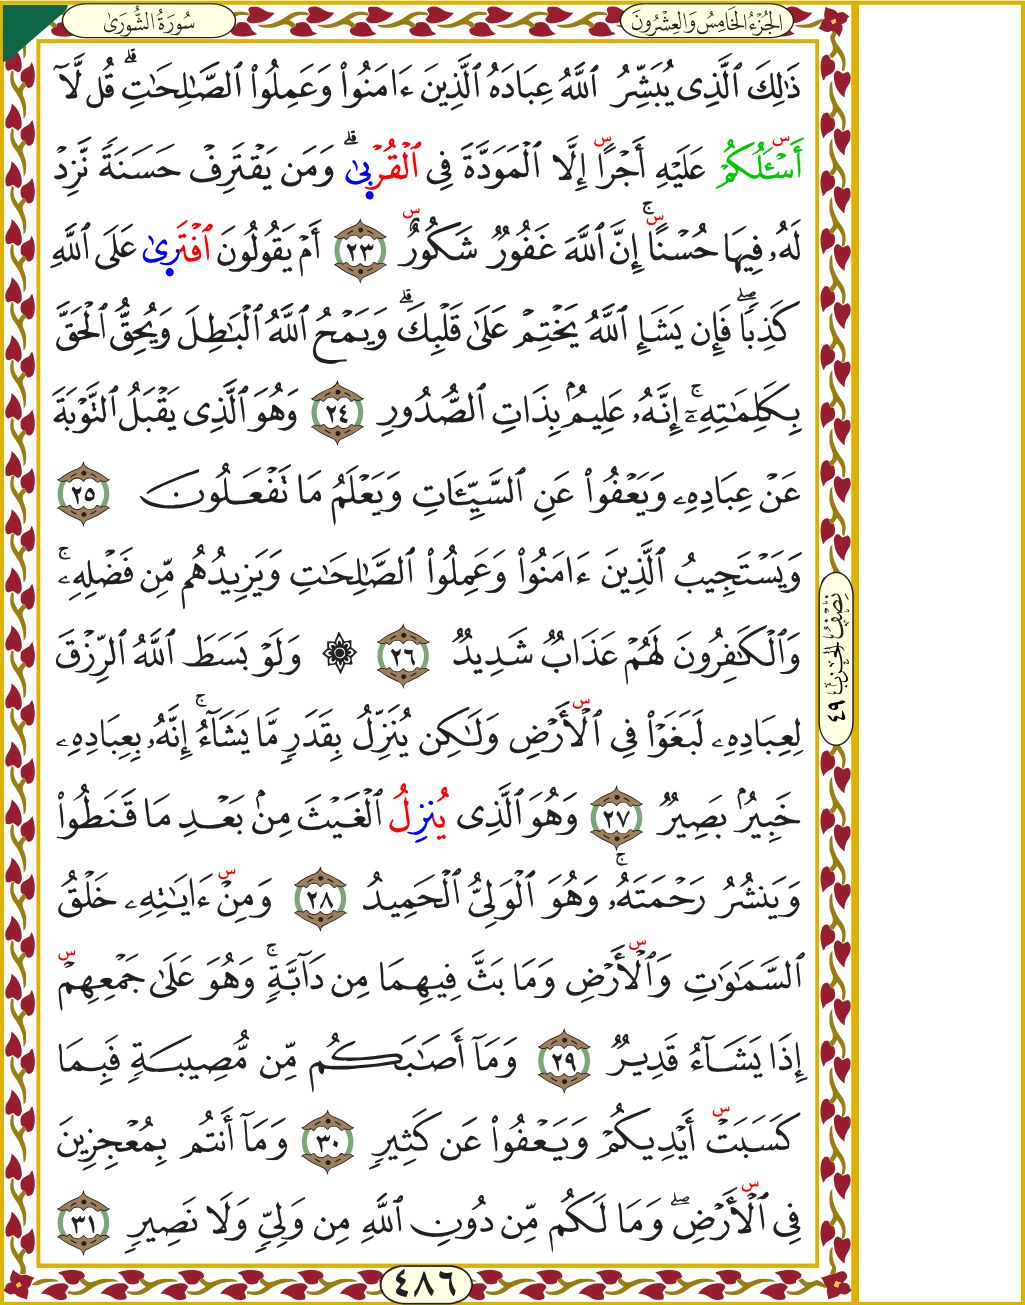 سُورَةُ الشُّورَىٰ
الجُزْءُ الخَامِسُ وَالعِشْرُونَ
ذَٰلِكَ ٱلَّذِى يُبَشِّرُ ٱللَّهُ عِبَادَهُ ٱلَّذِينَ ءَامَنُوا۟ وَعَمِلُوا۟ ٱلصَّـٰلِحَـٰتِ ۗ قُل لَّآ
أَسْـَٔلُكُمْ عَلَيْهِ أَجْرًا إِلَّا ٱلْمَوَدَّةَ فِى ٱلْقُرْبَىٰ ۗ وَمَن يَقْتَرِفْ حَسَنَةً نَّزِدْ
لَهُۥ فِيهَا حُسْنًا ۚ إِنَّ ٱللَّهَ غَفُورٌ شَكُورٌ ٢٣ أَمْ يَقُولُونَ ٱفْتَرَىٰ عَلَى ٱللَّهِ
كَذِبًا ۖ فَإِن يَشَإِ ٱللَّهُ يَخْتِمْ عَلَىٰ قَلْبِكَ ۗ وَيَمْحُ ٱللَّهُ ٱلْبَـٰطِلَ وَيُحِقُّ ٱلْحَقَّ
بِكَلِمَـٰتِهِۦٓ ۚ إِنَّهُۥ عَلِيمٌۢ بِذَاتِ ٱلصُّدُورِ ٢٤ وَهُوَ ٱلَّذِى يَقْبَلُ ٱلتَّوْبَةَ
عَنْ عِبَادِهِۦ وَيَعْفُوا۟ عَنِ ٱلسَّيِّـَٔاتِ وَيَعْلَمُ مَا تَفْعَلُونَ ٢٥
وَيَسْتَجِيبُ ٱلَّذِينَ ءَامَنُوا۟ وَعَمِلُوا۟ ٱلصَّـٰلِحَـٰتِ وَيَزِيدُهُم مِّن فَضْلِهِۦ ۚ
وَٱلْكَـٰفِرُونَ لَهُمْ عَذَابٌ شَدِيدٌ ٢٦ ۞ وَلَوْ بَسَطَ ٱللَّهُ ٱلرِّزْقَ
لِعِبَادِهِۦ لَبَغَوْا۟ فِى ٱلْأَرْضِ وَلَـٰكِن يُنَزِّلُ بِقَدَرٍ مَّا يَشَآءُ ۚ إِنَّهُۥ بِعِبَادِهِۦ
خَبِيرٌۢ بَصِيرٌ ٢٧ وَهُوَ ٱلَّذِى يُنزِلُ ٱلْغَيْثَ مِنۢ بَعْدِ مَا قَنَطُوا۟
وَيَنشُرُ رَحْمَتَهُۥ ۚ وَهُوَ ٱلْوَلِىُّ ٱلْحَمِيدُ ٢٨ وَمِنْ ءَايَـٰتِهِۦ خَلْقُ
ٱلسَّمَـٰوَٰتِ وَٱلْأَرْضِ وَمَا بَثَّ فِيهِمَا مِن دَآبَّةٍ ۚ وَهُوَ عَلَىٰ جَمْعِهِمْ
إِذَا يَشَآءُ قَدِيرٌ ٢٩ وَمَآ أَصَـٰبَكُم مِّن مُّصِيبَةٍ فَبِمَا
كَسَبَتْ أَيْدِيكُمْ وَيَعْفُوا۟ عَن كَثِيرٍ ٣٠ وَمَآ أَنتُم بِمُعْجِزِينَ
فِى ٱلْأَرْضِ ۖ وَمَا لَكُم مِّن دُونِ ٱللَّهِ مِن وَلِىٍّ وَلَا نَصِيرٍ ٣١
نِصْفُ الحِزْبِ ٤٩
٤٨٦